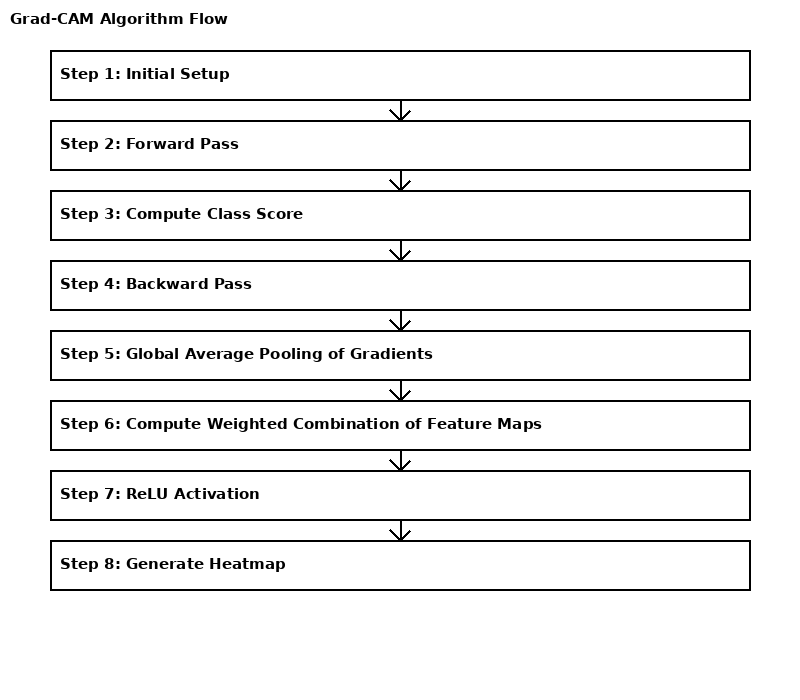 Grad-CAM Algorithm Flow
Step 1: Initial Setup
Step 2: Forward Pass
Step 3: Compute Class Score
Step 4: Backward Pass
Step 5: Global Average Pooling of Gradients
Step 6: Compute Weighted Combination of Feature Maps
Step 7: ReLU Activation
Step 8: Generate Heatmap